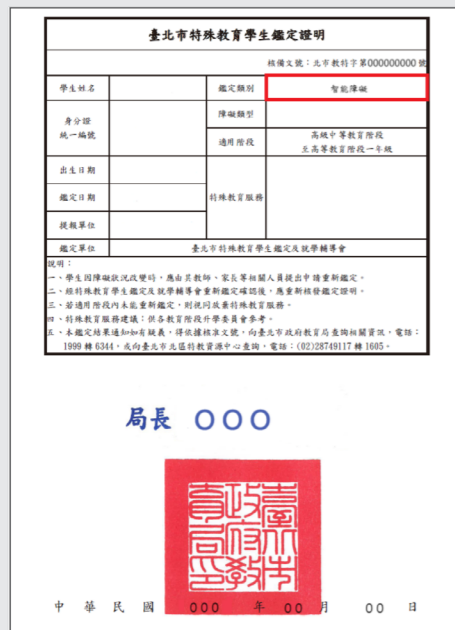 臺北市特殊教育學生鑑定證明
核備文號：北市教特字第000000000號
學生姓名 鑑定類別 智能障礙
身分證統一編號 障礙類型
適用階段 高級中等教育階段至高等教育階段一年級
出生日期
鑑定日期 特殊教育服務
提報單位
鑑定單位 臺北市特殊教育學生鑑定及就學輔導會
說明：
一、學生因障礙狀況改變時，應由其教師、家長等相關人員提出申請重新鑑定。
二、經特殊教育學生鑑定及就學輔導會重新鑑定確認後，應重新核發鑑定證明。
三、若適用階段內未能重新鑑定，則視同放棄特殊教育服務。
四、特殊教育服務建議：供各教育階段升學委員會參考。
五、本鑑定結果通知如有疑義，得依據核准文號，向臺北市政府教育局查詢相關資訊，電話：
1999 轉 6344，或向臺北市北區特教資源中心查詢，電話：(02)28749117 轉 1605。
局長 OOO
臺北市政府教育局印
中華民國 000 年 00 月 00 日